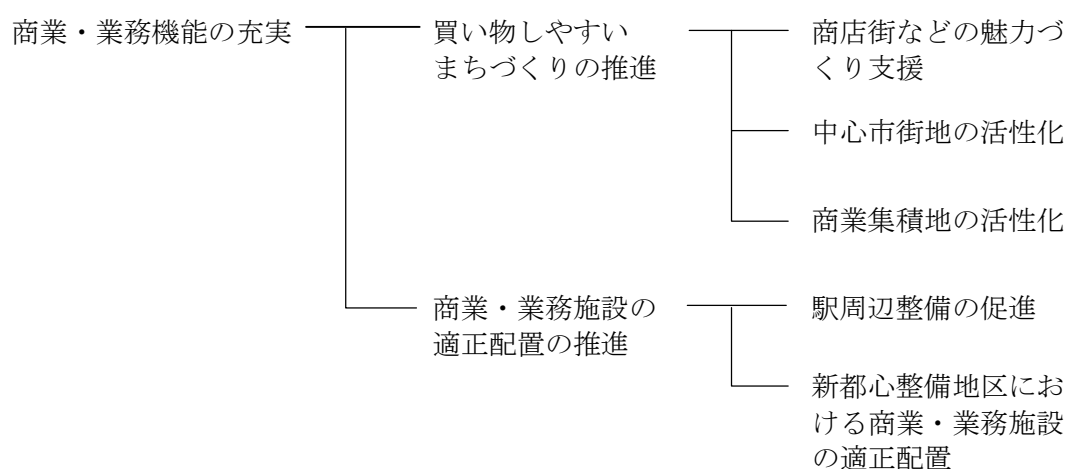 商業・業務機能の充実
買い物しやすい
まちづくりの推進
商店街などの魅力づ
くり支援
中心市街地の活性化
商業集積地の活性化
商業・業務施設の
適正配置の推進
駅周辺整備の促進
新都心整備地区にお
ける商業・業務施設
の適正配置